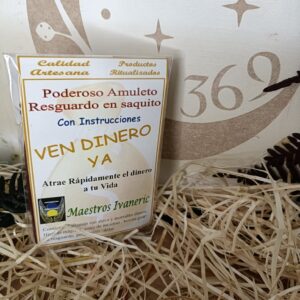 Calidad Productos
Artesana Ritualizados
369
Poderoso Amuleto
Resguardo en saquito
Con Instrucciones
VEN DINERO
YA
Atrae Rápidamente el dinero
a tu Vida
Maestros Ivaneric